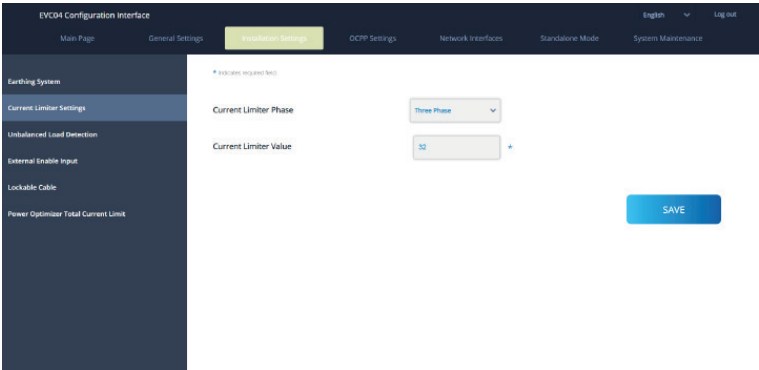 EVC04 Configuration Interface
English
Log out
Main Page
General Settings
Installation Settings
OCPP Settings
Network Interfaces
Standalone Mode
System Maintenance
* Indicates required field.
Earthing System
Current Limiter Settings
Unbalanced Load Detection
External Enable Input
Lockable Cable
Power Optimizer Total Current Limit
Current Limiter Phase
Three Phase
Current Limiter Value
32
*
SAVE